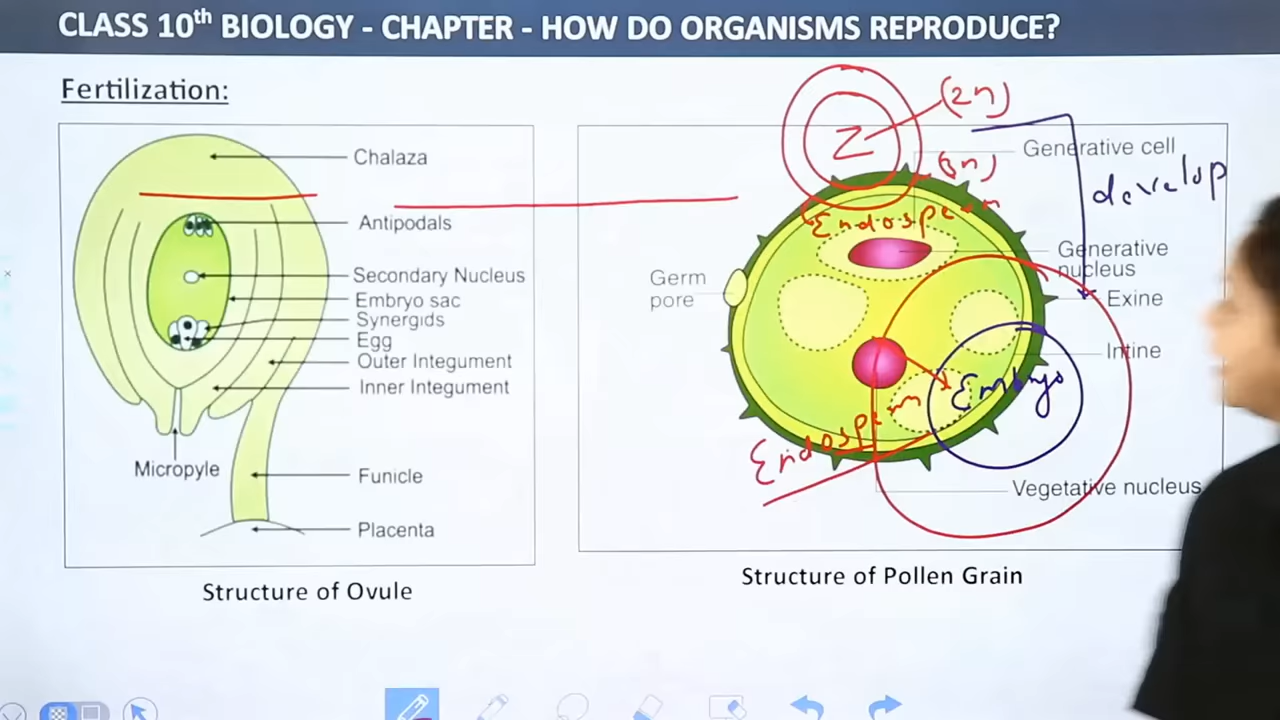 CLASS 10th BIOLOGY - CHAPTER - HOW DO ORGANISMS REPRODUCE?
Fertilization:
Chalaza
Antipodals
Secondary Nucleus
Embryo sac
Synergids
Egg
Outer Integument
Inner Integument
Micropyle
Funicle
Placenta
Structure of Ovule
Z
(2n)
(3n)
Endosperm
Generative cell
develop
Generative
nucleus
Germ
pore
Exine
Intine
Embryo
Endosperm
Vegetative nucleus
Structure of Pollen Grain